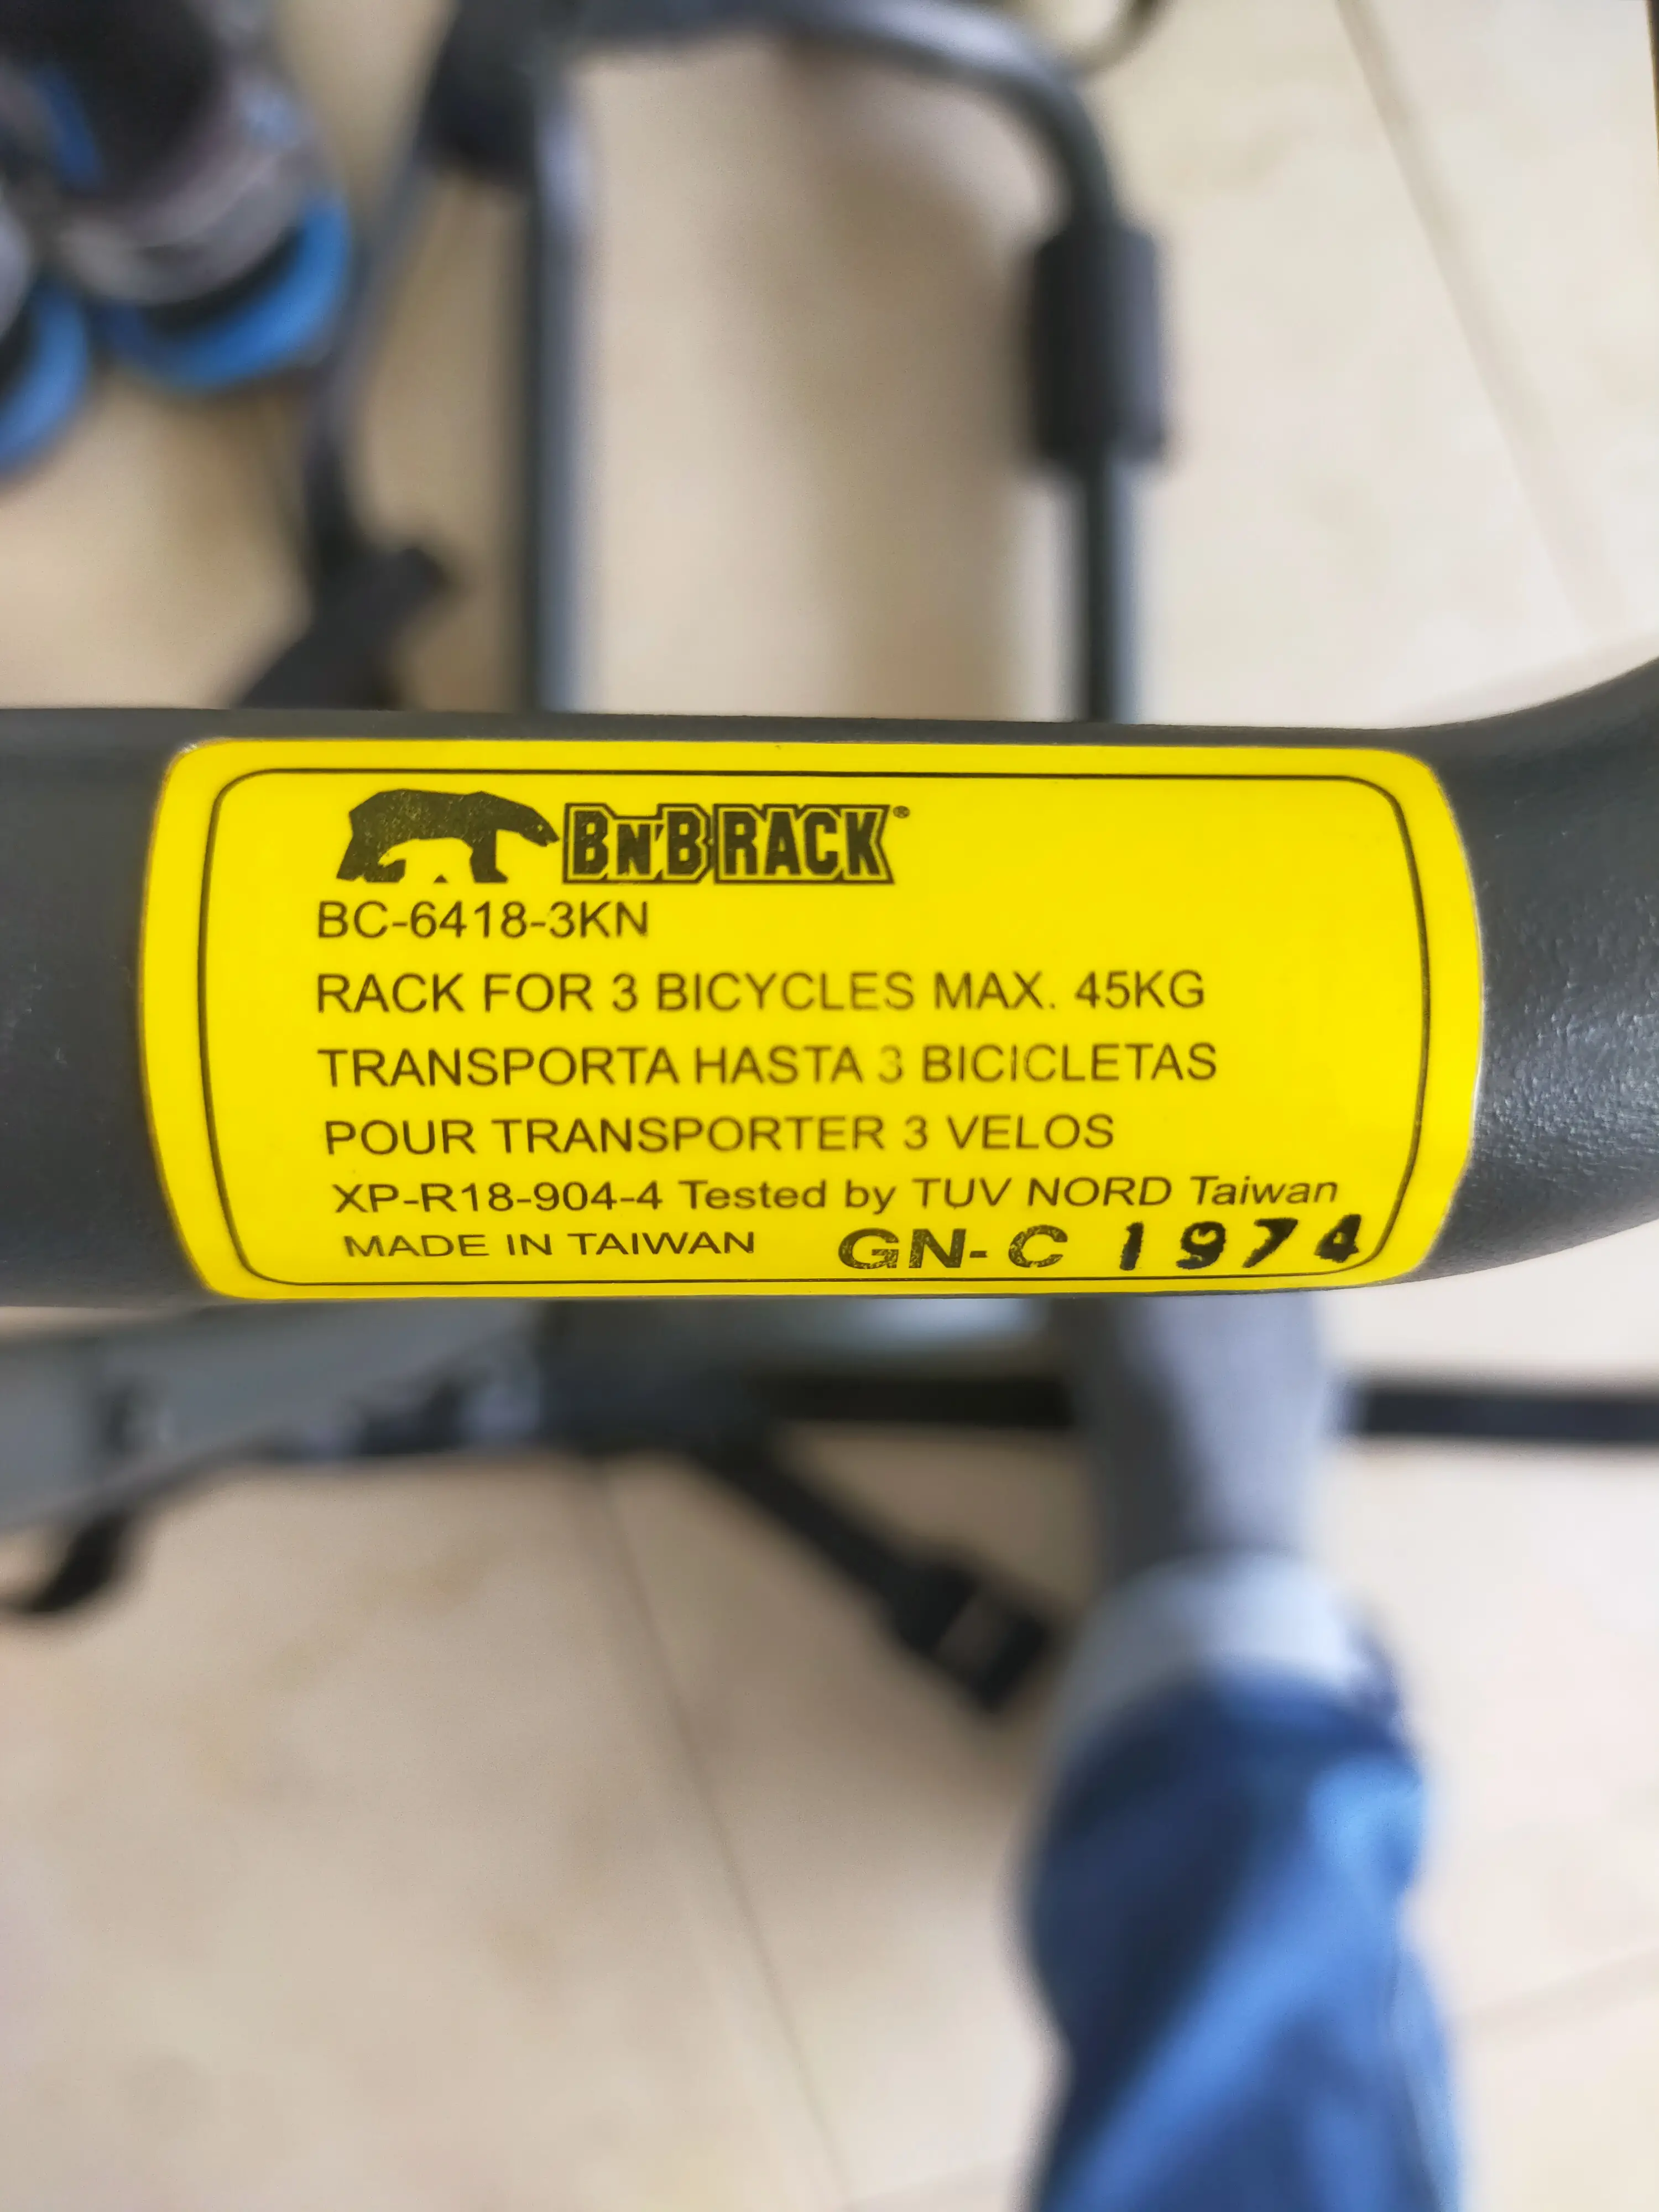 BN'BRACK®
BC-6418-3KN
RACK FOR 3 BICYCLES MAX. 45KG
TRANSPORTA HASTA 3 BICICLETAS
POUR TRANSPORTER 3 VELOS
XP-R18-904-4 Tested by TUV NORD Taiwan
MADE IN TAIWAN GN-C 1974